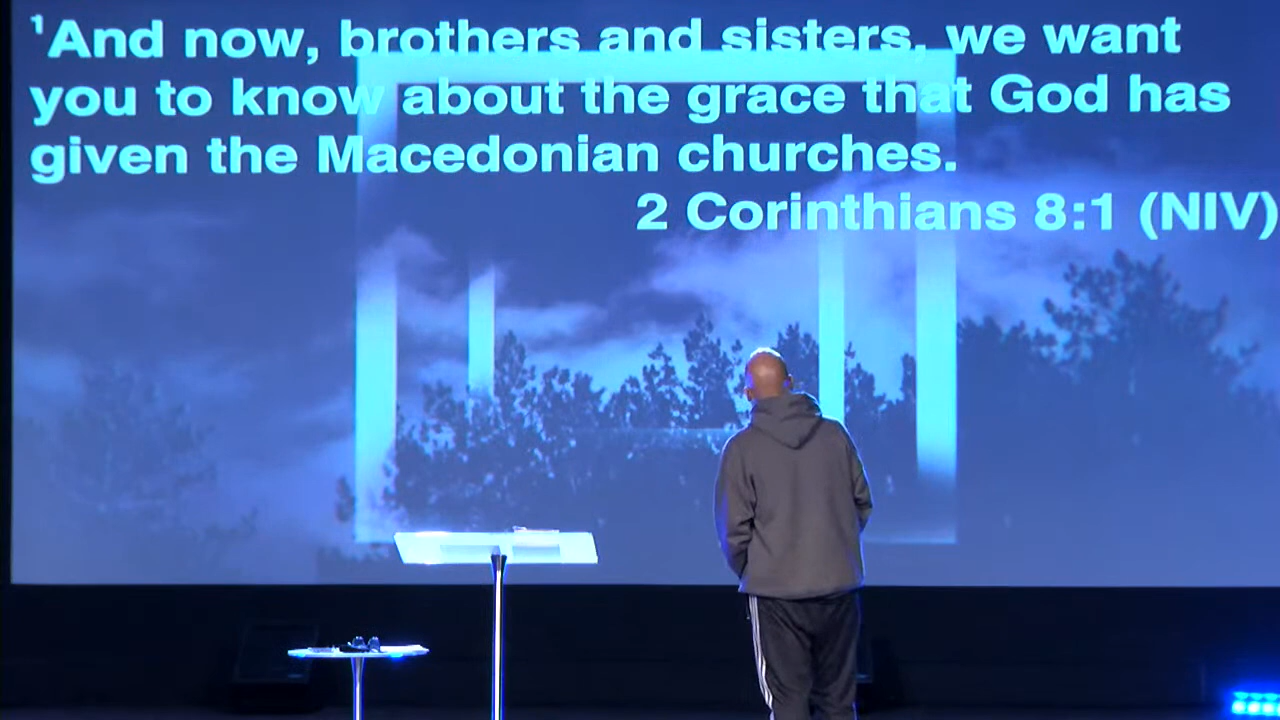 ¹And now, brothers and sisters, we want
you to know about the grace that God has
given the Macedonian churches.
2 Corinthians 8:1 (NIV)